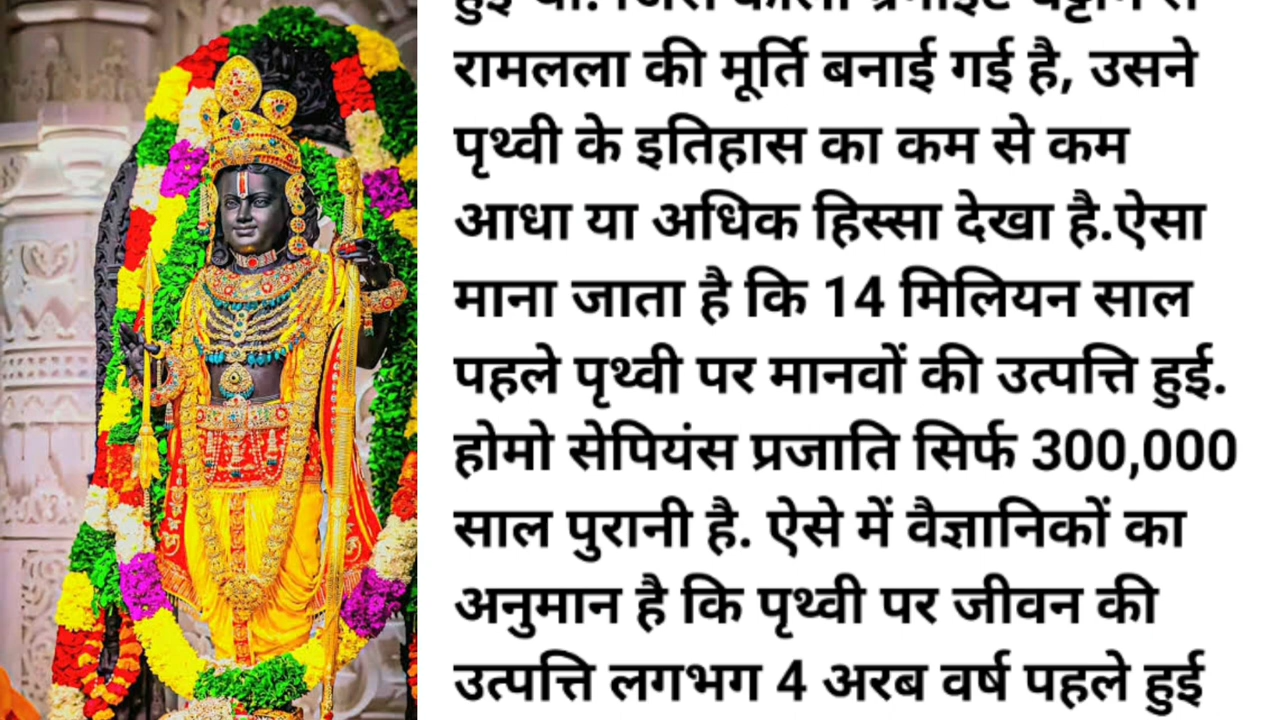 रामलला की मूर्ति बनाई गई है, उसने
पृथ्वी के इतिहास का कम से कम
आधा या अधिक हिस्सा देखा है.ऐसा
माना जाता है कि 14 मिलियन साल
पहले पृथ्वी पर मानवों की उत्पत्ति हुई.
होमो सेपियंस प्रजाति सिर्फ 300,000
साल पुरानी है. ऐसे में वैज्ञानिकों का
अनुमान है कि पृथ्वी पर जीवन की
उत्पत्ति लगभग 4 अरब वर्ष पहले हुई